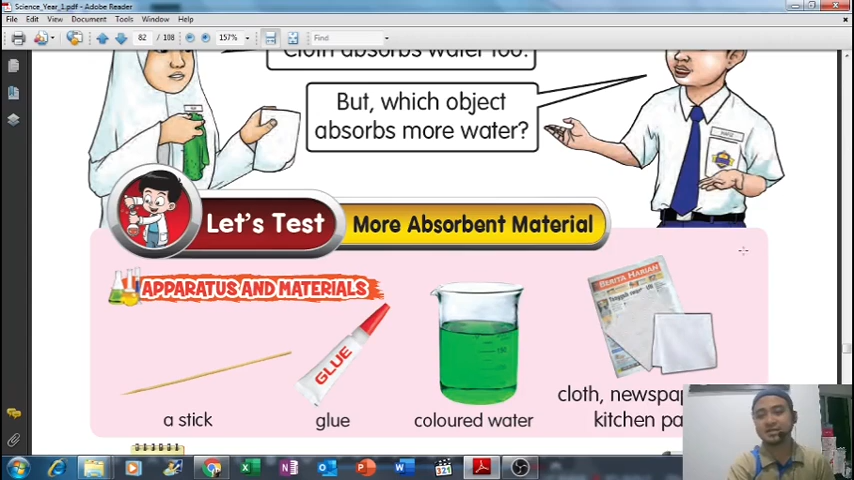 Science_Year_1.pdf - Adobe Reader
File Edit View Document Tools Window Help
82 / 108 157% Find
cloth absorbs water too.
But, which object
absorbs more water?
Let's Test More Absorbent Material
APPARATUS AND MATERIALS
BERITA HARIAN
GLUE
150
cloth, newspap
a stick glue coloured water kitchen pa
321